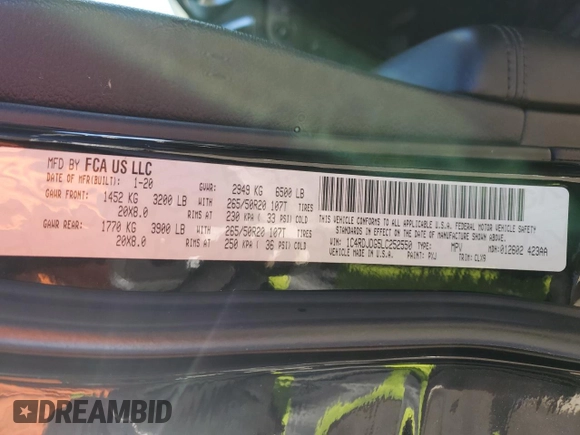 MFD BY FCA US LLC
DATE OF MFR(BUILT): 1-20 GVWR: 2949 KG 6500 LB
GAWR FRONT: 1452 KG 3200 LB WITH 265/50R20 107T TIRES
20X8.0 RIMS 230 KPA ( 33 PSI) COLD
GAWR REAR: 1770 KG 3900 LB WITH 265/50R20 107T TIRES
20X8.0 RIMS AT 250 KPA ( 36 PSI) COLD
THIS VEHICLE CONFORMS TO ALL APPLICABLE U.S.A. FEDERAL MOTOR VEHICLE SAFETY
STANDARDS IN EFFECT ON THE DATE OF MANUFACTURE SHOWN ABOVE.
VIN: 1C4RDJDG5LC252550 TYPE: MPV MDH:012602 423AA
VEHICLE MADE IN U.S.A. PAINT: PXJ TRIM: CLX9
DREAMBID